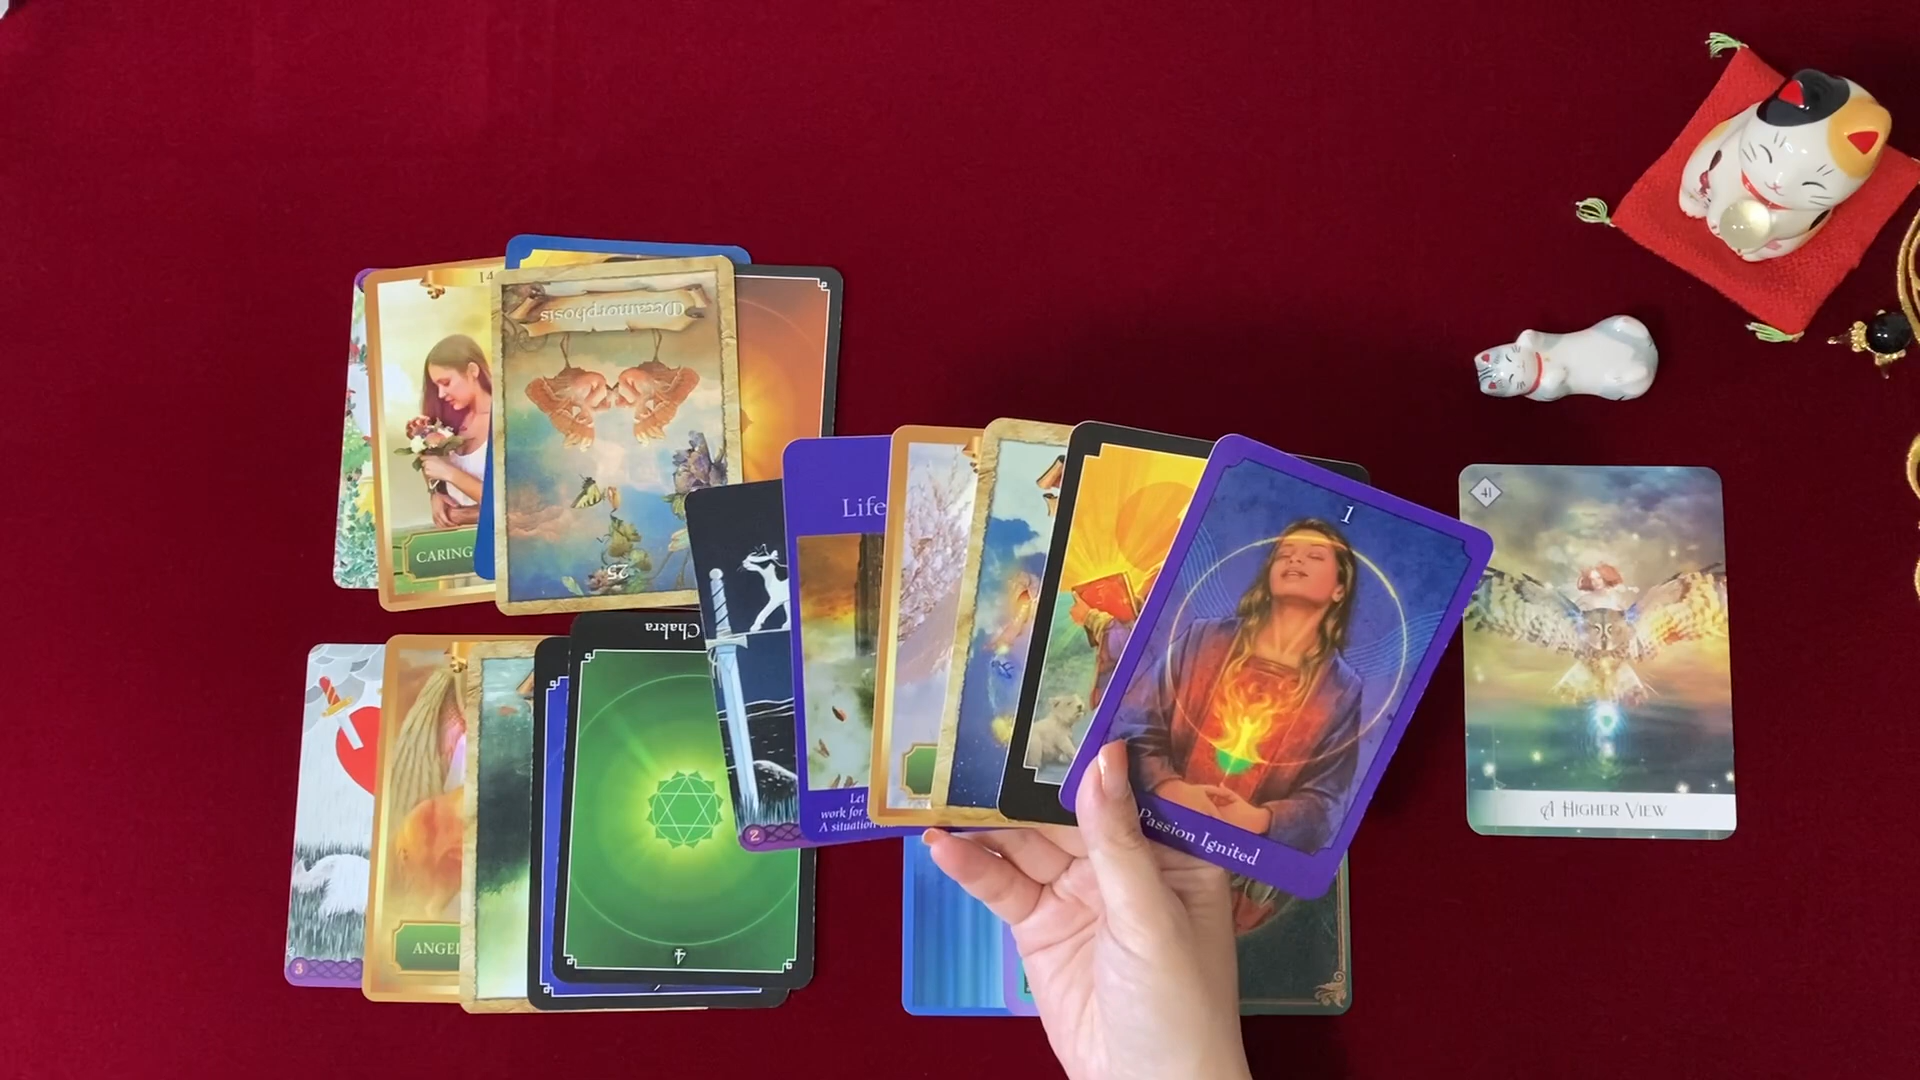 14
CARING
Metamorphosis
25
Chakra
4
3
ANGEL
2
Life
Let
work for
A situation
1
Passion Ignited
41
A HIGHER VIEW